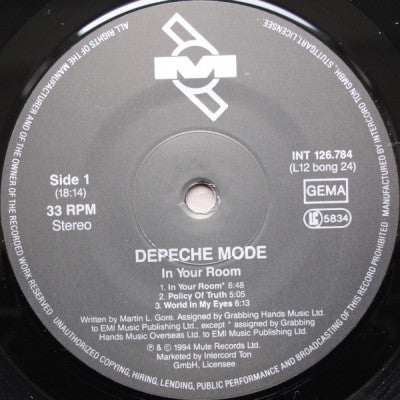 ALL RIGHTS OF THE MANUFACTURER AND OF THE OWNER OF THE RECORDED WORK RESERVED. UNAUTHORIZED COPYING, HIRING, LENDING, PUBLIC PERFORMANCE AND BROADCASTING OF THIS RECORD PROHIBITED
MANUFACTURED BY INTERCORD TON GMBH, STUTTGART, LICENSEE.
M
Side 1
(18:14)
33 RPM
Stereo
INT 126.784
(L12 bong 24)
GEMA
LC 5834
DEPECHE MODE
In Your Room
1. In Your Room* 6:48
2. Policy Of Truth 5:05
3. World In My Eyes 6:19
Written by Martin L. Gore. Assigned by Grabbing Hands Music Ltd.
to EMI Music Publishing Ltd., except * assigned by Grabbing
Hands Music Overseas Ltd. to EMI Music Publishing Ltd.
℗ & © 1994 Mute Records Ltd.
Marketed by Intercord Ton
GmbH, Licensee